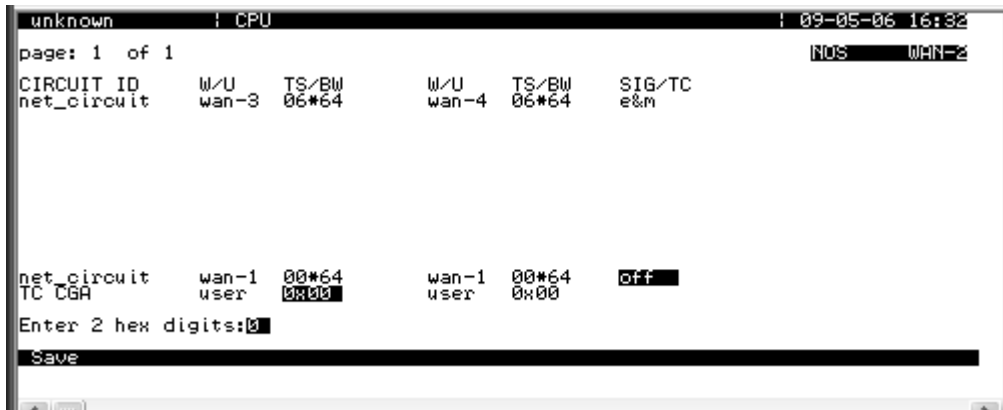 unknown | CPU | 09-05-06 16:32
page: 1 of 1 NOS WAN-2
CIRCUIT ID W/U TS/BW W/U TS/BW SIG/TC
net_circuit wan-3 06*64 wan-4 06*64 e&m
net_circuit wan-1 00*64 wan-1 00*64 off
TC CGA user 0x00 user 0x00
Enter 2 hex digits:0
Save